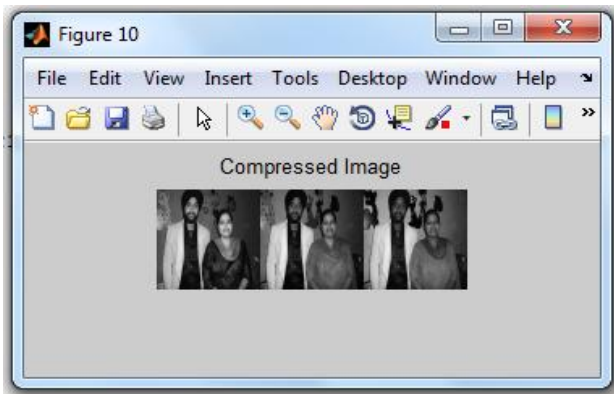 Figure 10
File Edit View Insert Tools Desktop Window Help
Compressed Image